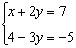 x + 2y = 7
4 − 3y = −5